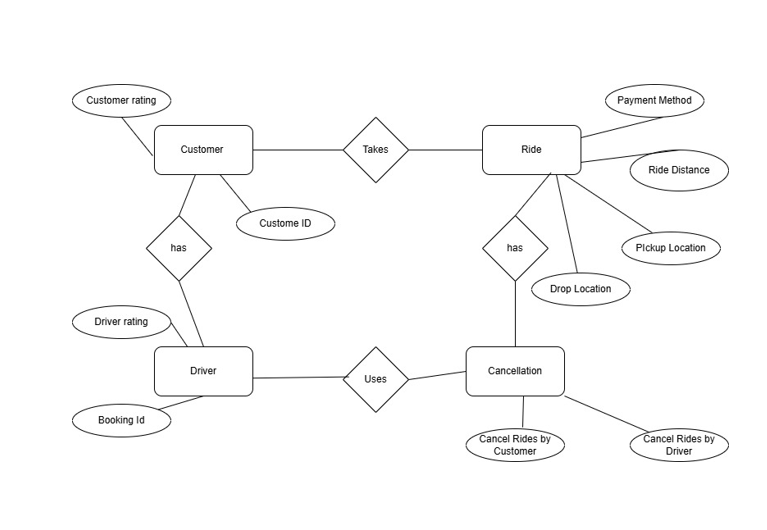 Customer rating
Payment Method
Customer
Takes
Ride
Ride Distance
Custome ID
has
has
PIckup Location
Drop Location
Driver rating
Driver
Uses
Cancellation
Booking Id
Cancel Rides by
Customer
Cancel Rides by
Driver